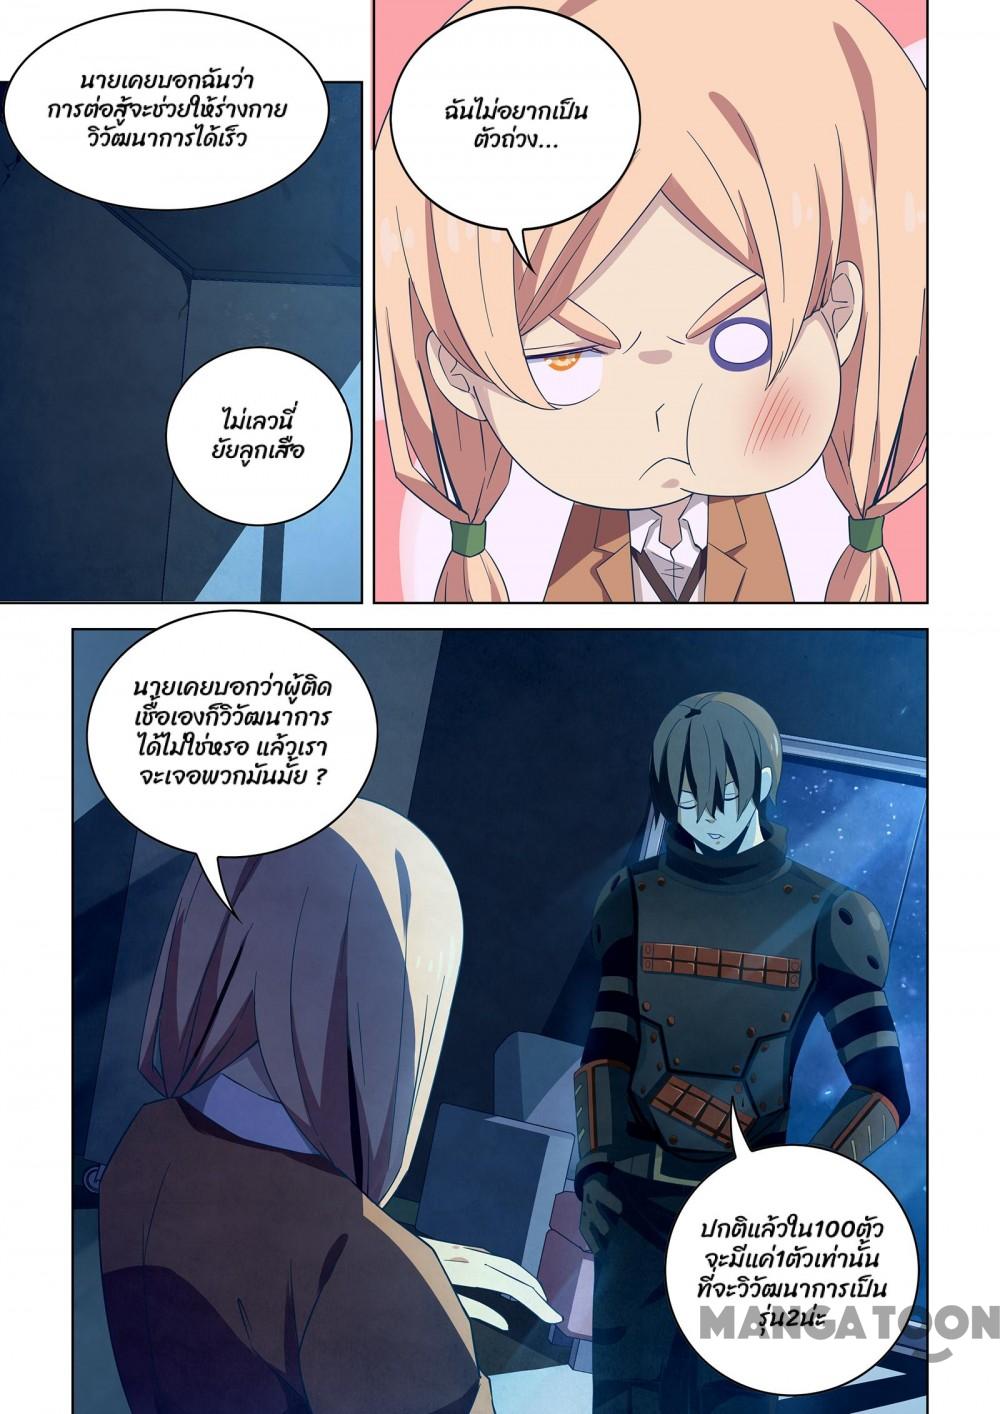 นายเคยบอกฉันว่า
การต่อสู้จะช่วยให้ร่างกาย
วิวัฒนาการได้เร็ว
ฉันไม่อยากเป็น
ตัวถ่วง...
ไม่เลวนี่
ยัยลูกเสือ
นายเคยบอกว่าผู้ติด
เชื้อเองก็วิวัฒนาการ
ได้ไม่ใช่หรอ แล้วเรา
จะเจอพวกมันมั้ย ?
ปกติแล้วใน100ตัว
จะมีแค่1ตัวเท่านั้น
ที่จะวิวัฒนาการเป็น
รุ่น2น่ะ
MANGATOON